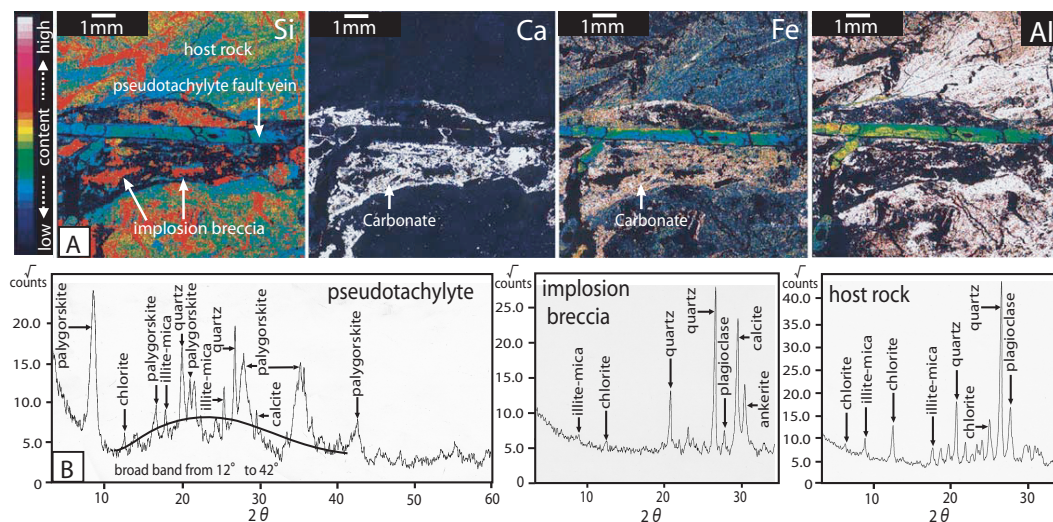 1mm
Si
host rock
pseudotachylyte fault vein
implosion breccia
A
1mm
Ca
Carbonate
1mm
Fe
Carbonate
1mm
Al
high
content
low
√counts
20.0
15.0
10.0
5.0
0
B
pseudotachylyte
palygorskite
chlorite
palygorskite
illite-mica
quartz
palygorskite
illite-mica
quartz
palygorskite
calcite
palygorskite
broad band from 12° to 42°
10
20
30
40
50
60
2 θ
√counts
25.0
20.0
15.0
10.0
5.0
0
implosion
breccia
illite-mica
chlorite
quartz
quartz
plagioclase
calcite
ankerite
10
20
30
2 θ
√counts
40.0
30.0
20.0
15.0
10.0
5.0
host rock
chlorite
illite-mica
chlorite
illite-mica
quartz
chlorite
quartz
plagioclase
10
20
30
2 θ